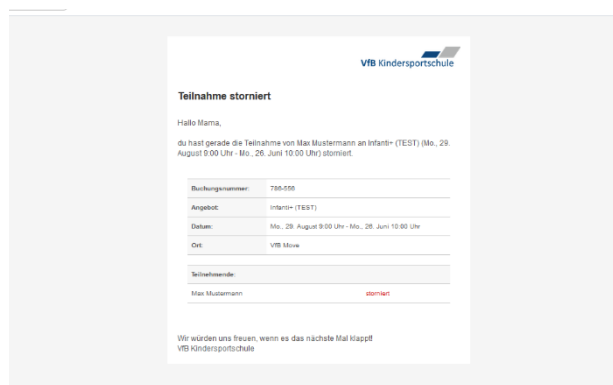 VfB Kindersportschule
Teilnahme storniert
Hallo Mama,
du hast gerade die Teilnahme von Max Mustermann an Infanti+ (TEST) (Mo., 29.
August 9:00 Uhr - Mo., 26. Juni 10:00 Uhr) storniert.
Buchungsnummer: 786-556
Angebot: Infanti+ (TEST)
Datum: Mo., 29. August 9:00 Uhr - Mo., 26. Juni 10:00 Uhr
Ort: VfB Move
Teilnehmende:
Max Mustermann storniert
Wir würden uns freuen, wenn es das nächste Mal klappt!
VfB Kindersportschule